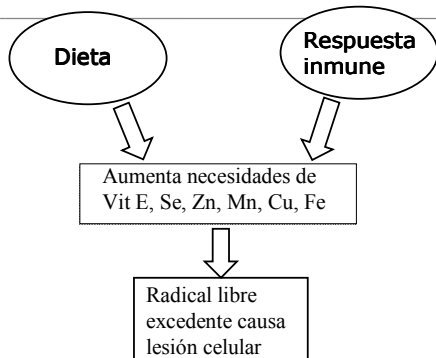 Dieta
Respuesta
inmune
Aumenta necesidades de
Vit E, Se, Zn, Mn, Cu, Fe
Radical libre
excedente causa
lesión celular